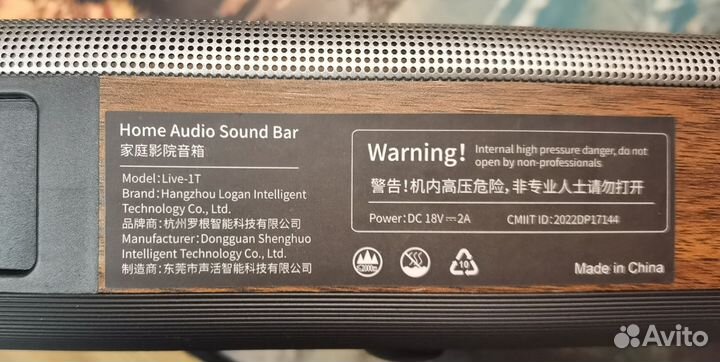 Home Audio Sound Bar
家庭影院音箱
Model:Live-1T
Brand:Hangzhou Logan Intelligent
Technology Co., Ltd.
品牌商:杭州罗根智能科技有限公司
Manufacturer:Dongguan Shenghuo
Intelligent Technology Co., Ltd.
制造商:东莞市声活智能科技有限公司
Warning!
Internal high pressure danger, do not
open by non-professionals
警告!机内高压危险,非专业人士请勿打开
Power:DC 18V⎓2A
CMIIT ID:2022DP17144
≤2000m
10
Made in China
Avito